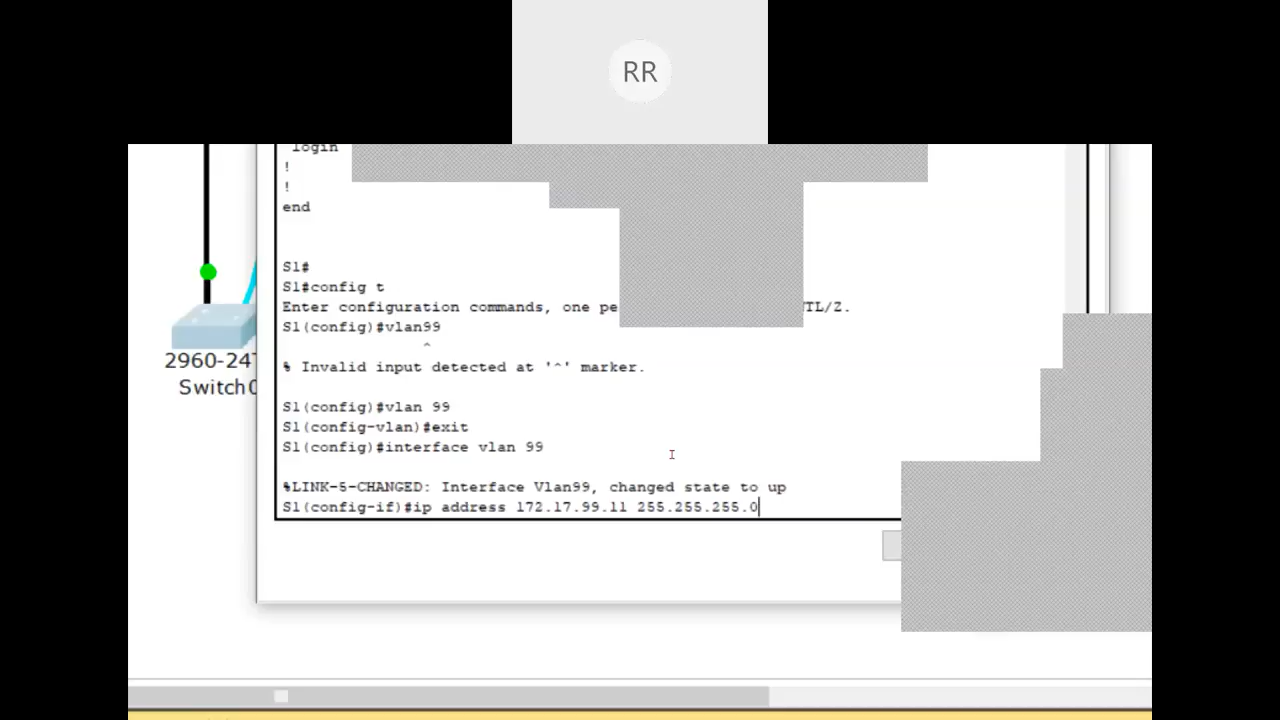 RR
login
!
!
end
S1#
S1#config t
Enter configuration commands, one pe TL/Z.
S1(config)#vlan99
^
% Invalid input detected at '^' marker.
S1(config)#vlan 99
S1(config-vlan)#exit
S1(config)#interface vlan 99
%LINK-5-CHANGED: Interface Vlan99, changed state to up
S1(config-if)#ip address 172.17.99.11 255.255.255.0
2960-24T
Switch0